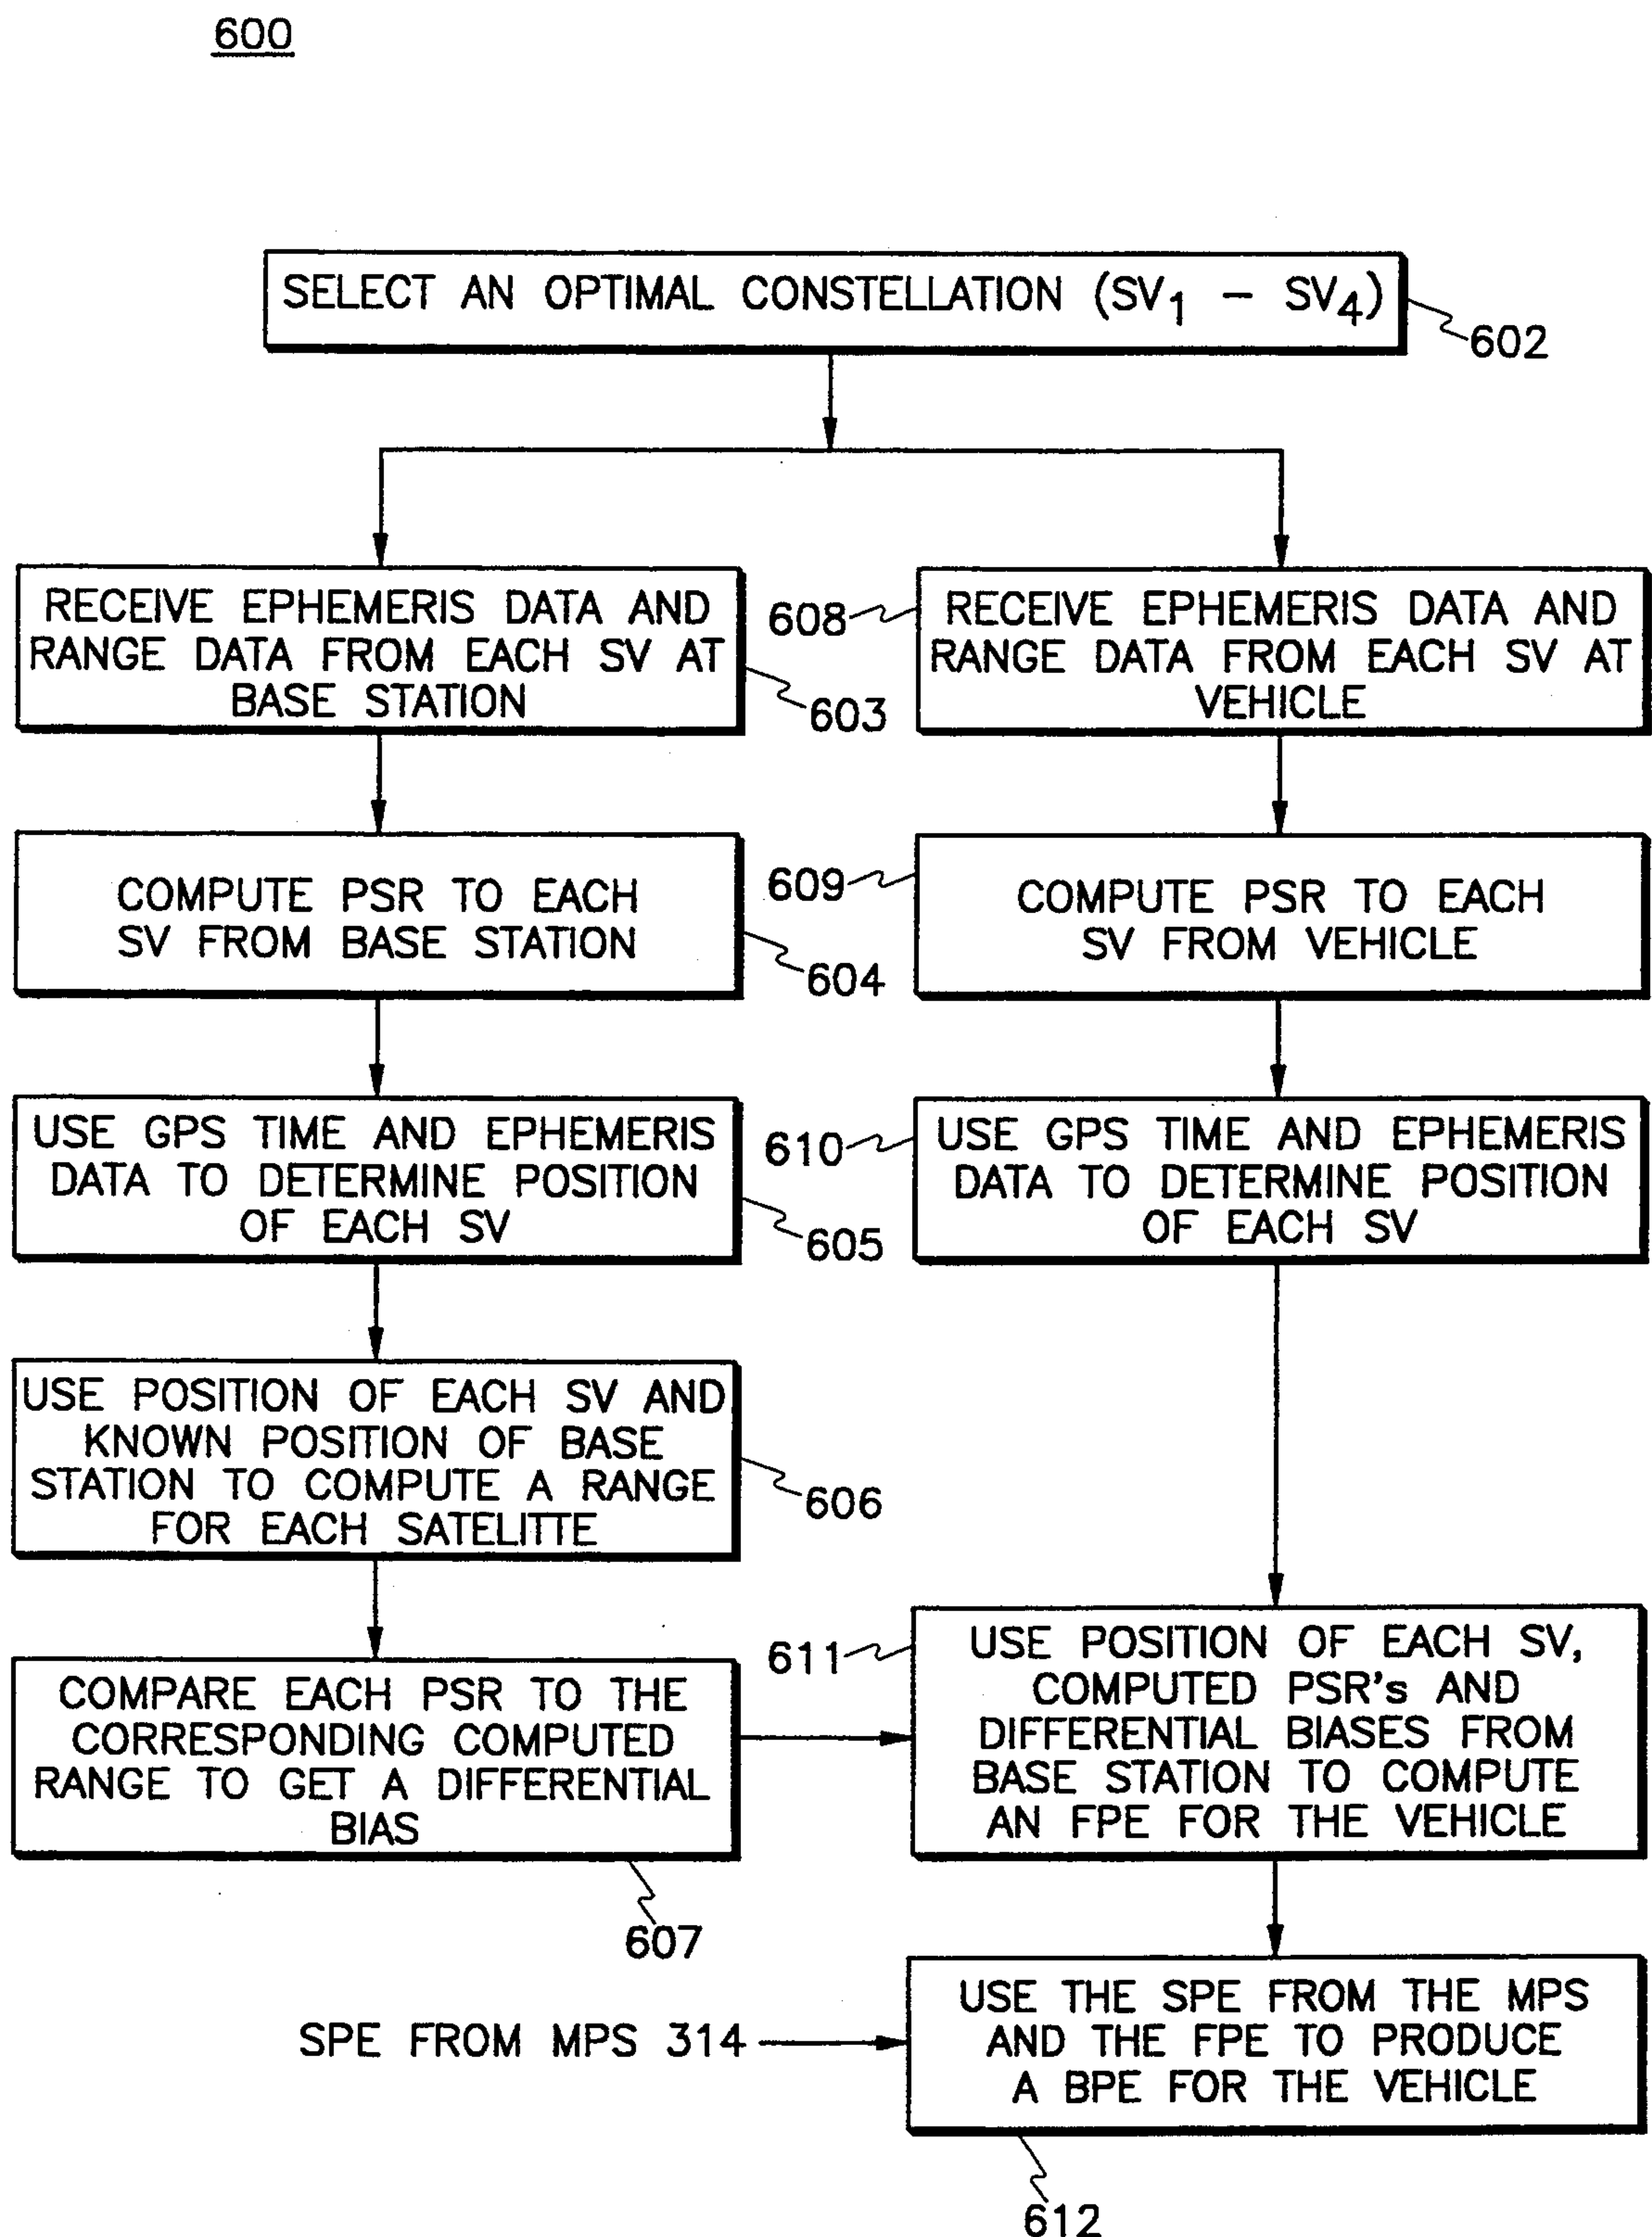 600
SELECT AN OPTIMAL CONSTELLATION (SV1 – SV4)
602
RECEIVE EPHEMERIS DATA AND
RANGE DATA FROM EACH SV AT
BASE STATION
603
608
RECEIVE EPHEMERIS DATA AND
RANGE DATA FROM EACH SV AT
VEHICLE
COMPUTE PSR TO EACH
SV FROM BASE STATION
604
609
COMPUTE PSR TO EACH
SV FROM VEHICLE
USE GPS TIME AND EPHEMERIS
DATA TO DETERMINE POSITION
OF EACH SV
605
610
USE GPS TIME AND EPHEMERIS
DATA TO DETERMINE POSITION
OF EACH SV
USE POSITION OF EACH SV AND
KNOWN POSITION OF BASE
STATION TO COMPUTE A RANGE
FOR EACH SATELITTE
606
COMPARE EACH PSR TO THE
CORRESPONDING COMPUTED
RANGE TO GET A DIFFERENTIAL
BIAS
607
611
USE POSITION OF EACH SV,
COMPUTED PSR's AND
DIFFERENTIAL BIASES FROM
BASE STATION TO COMPUTE
AN FPE FOR THE VEHICLE
SPE FROM MPS 314
USE THE SPE FROM THE MPS
AND THE FPE TO PRODUCE
A BPE FOR THE VEHICLE
612